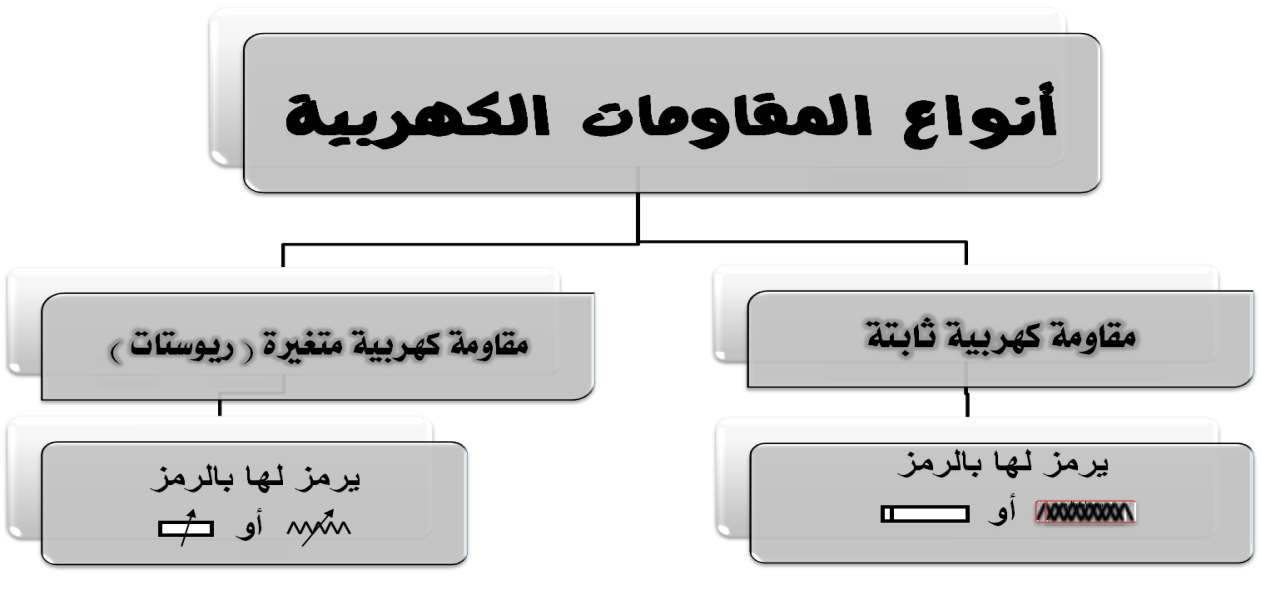 أنواع المقاومات الكهربية
مقاومة كهربية ثابتة
مقاومة كهربية متغيرة ( ريوستات )
يرمز لها بالرمز
أو
يرمز لها بالرمز
أو